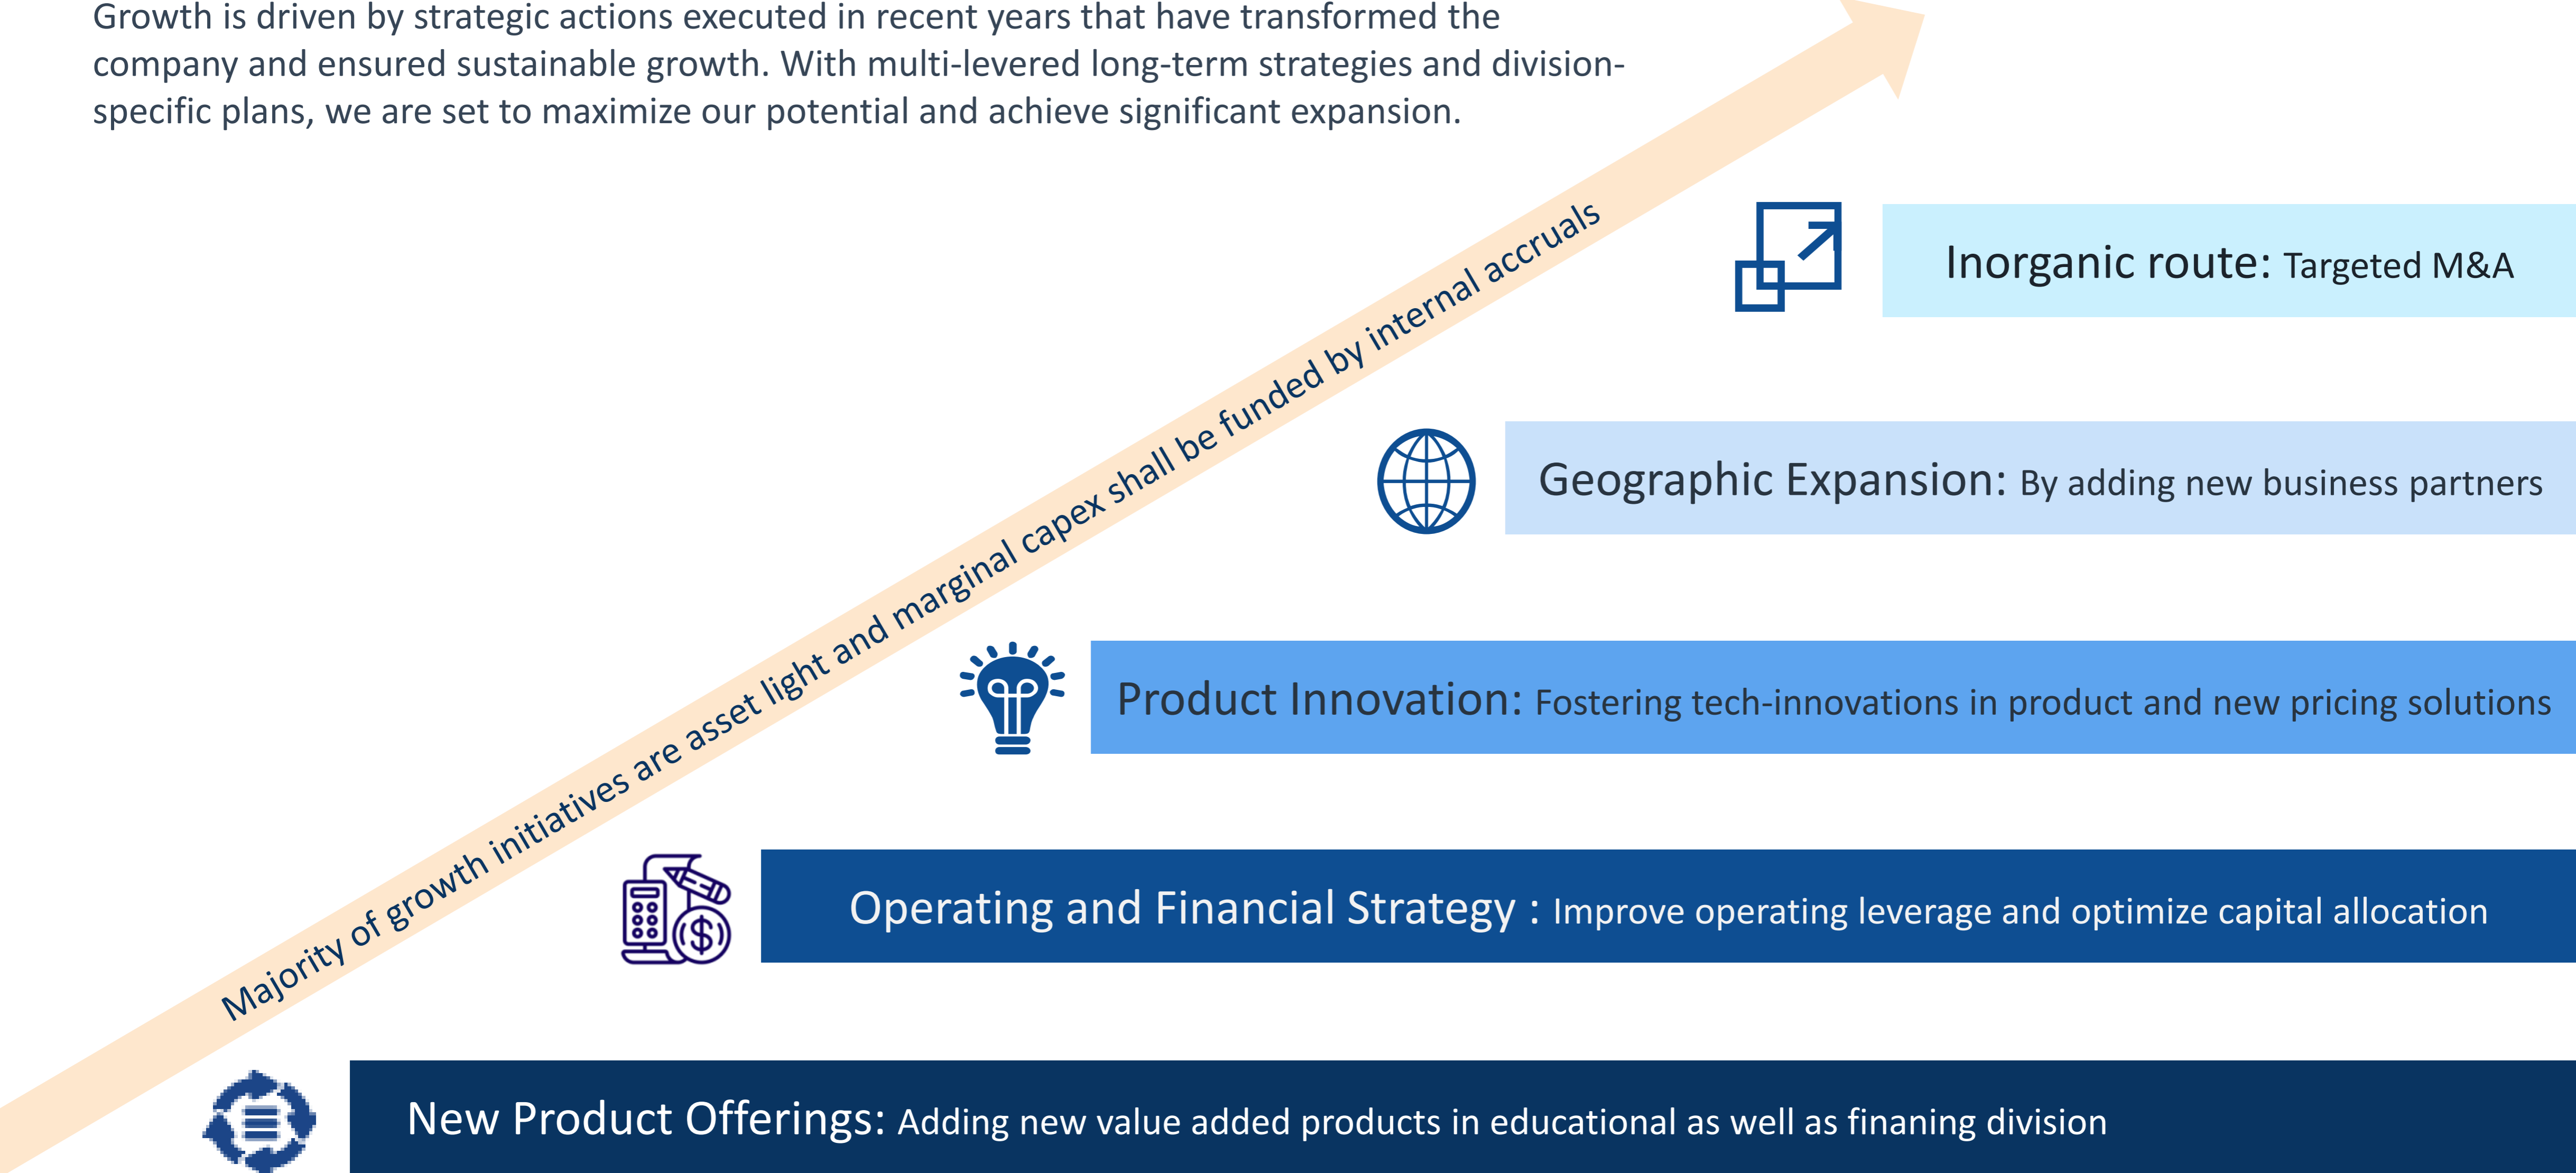 Growth is driven by strategic actions executed in recent years that have transformed the
company and ensured sustainable growth. With multi-levered long-term strategies and division-
specific plans, we are set to maximize our potential and achieve significant expansion.
Majority of growth initiatives are asset light and marginal capex shall be funded by internal accruals
Inorganic route: Targeted M&A
Geographic Expansion: By adding new business partners
Product Innovation: Fostering tech-innovations in product and new pricing solutions
Operating and Financial Strategy : Improve operating leverage and optimize capital allocation
New Product Offerings: Adding new value added products in educational as well as finaning division